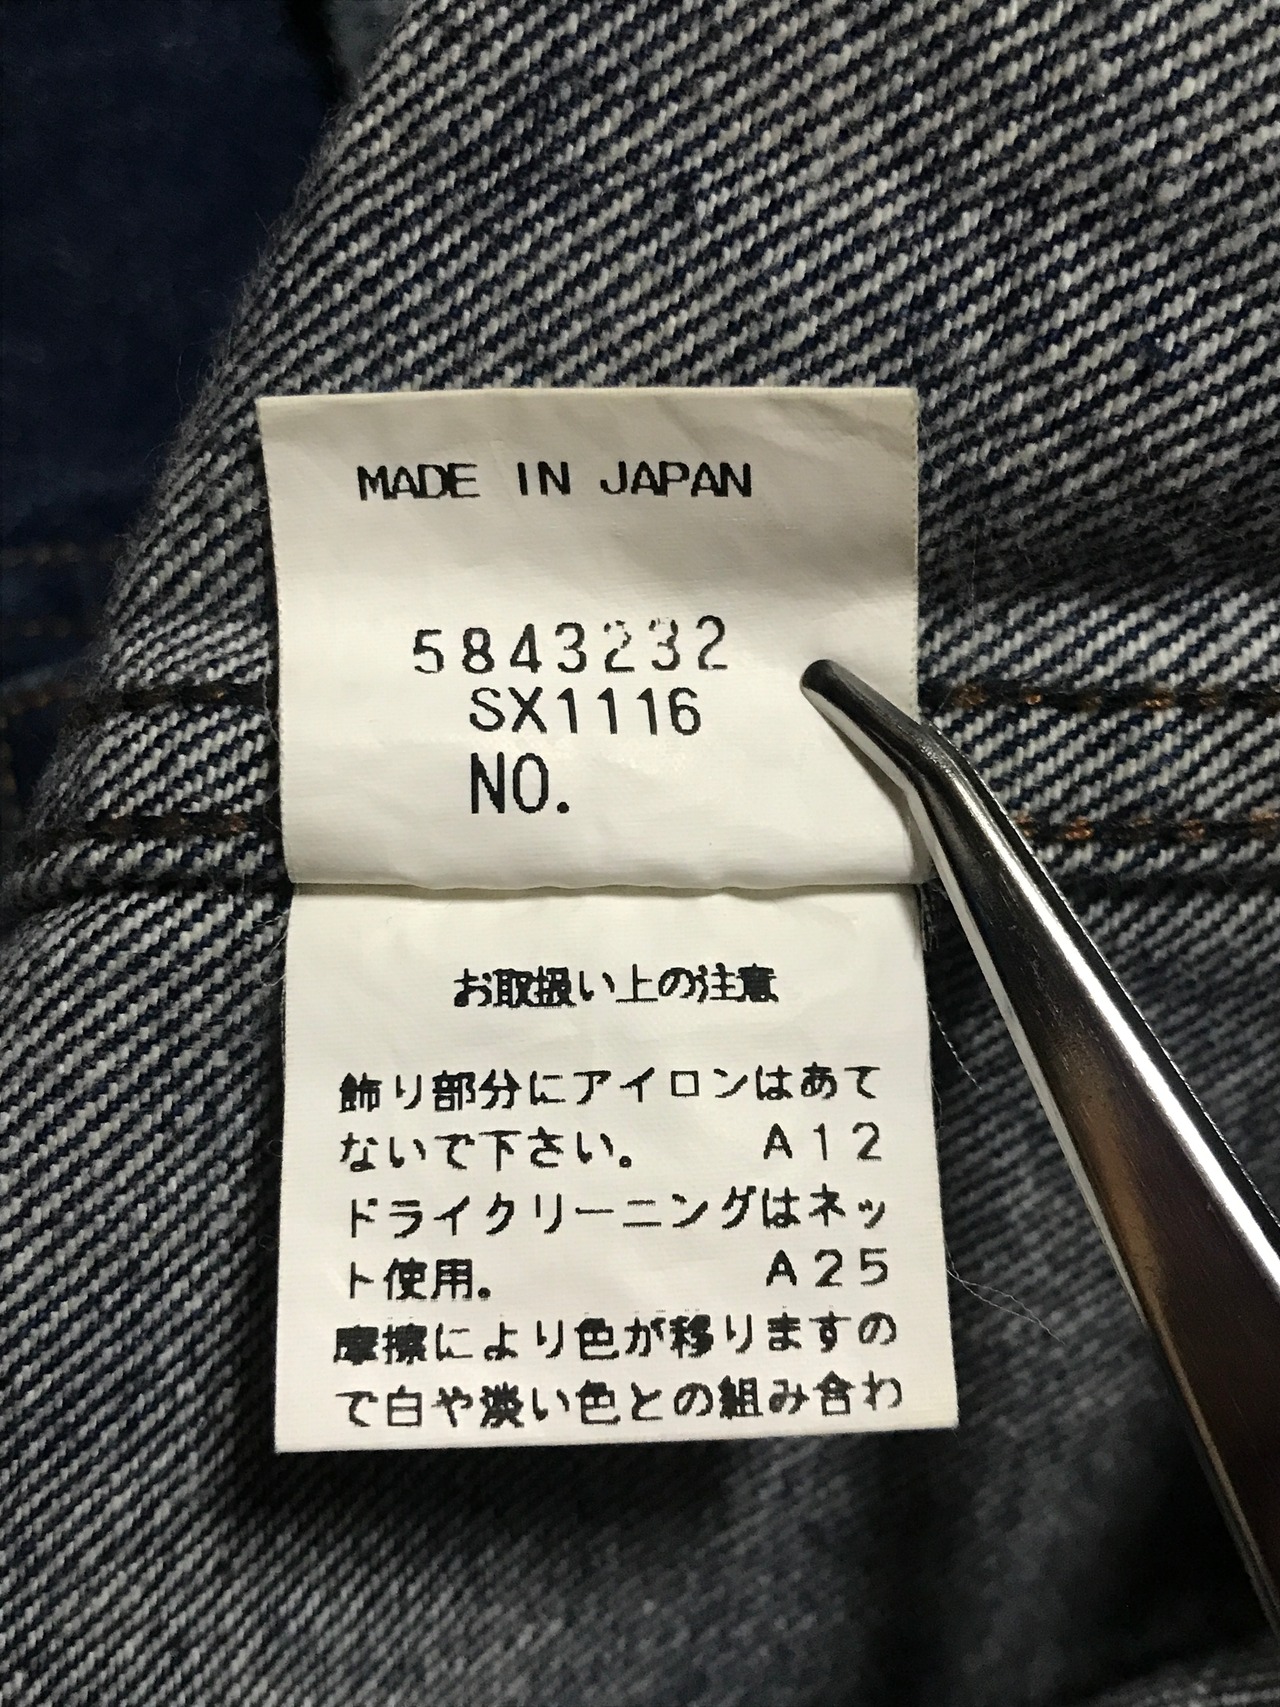 MADE IN JAPAN
5843232
SX1116
NO.
お取扱い上の注意
飾り部分にアイロンはあて
ないで下さい。 A12
ドライクリーニングはネッ
ト使用。 A25
摩擦により色が移りますの
で白や淡い色との組み合わ